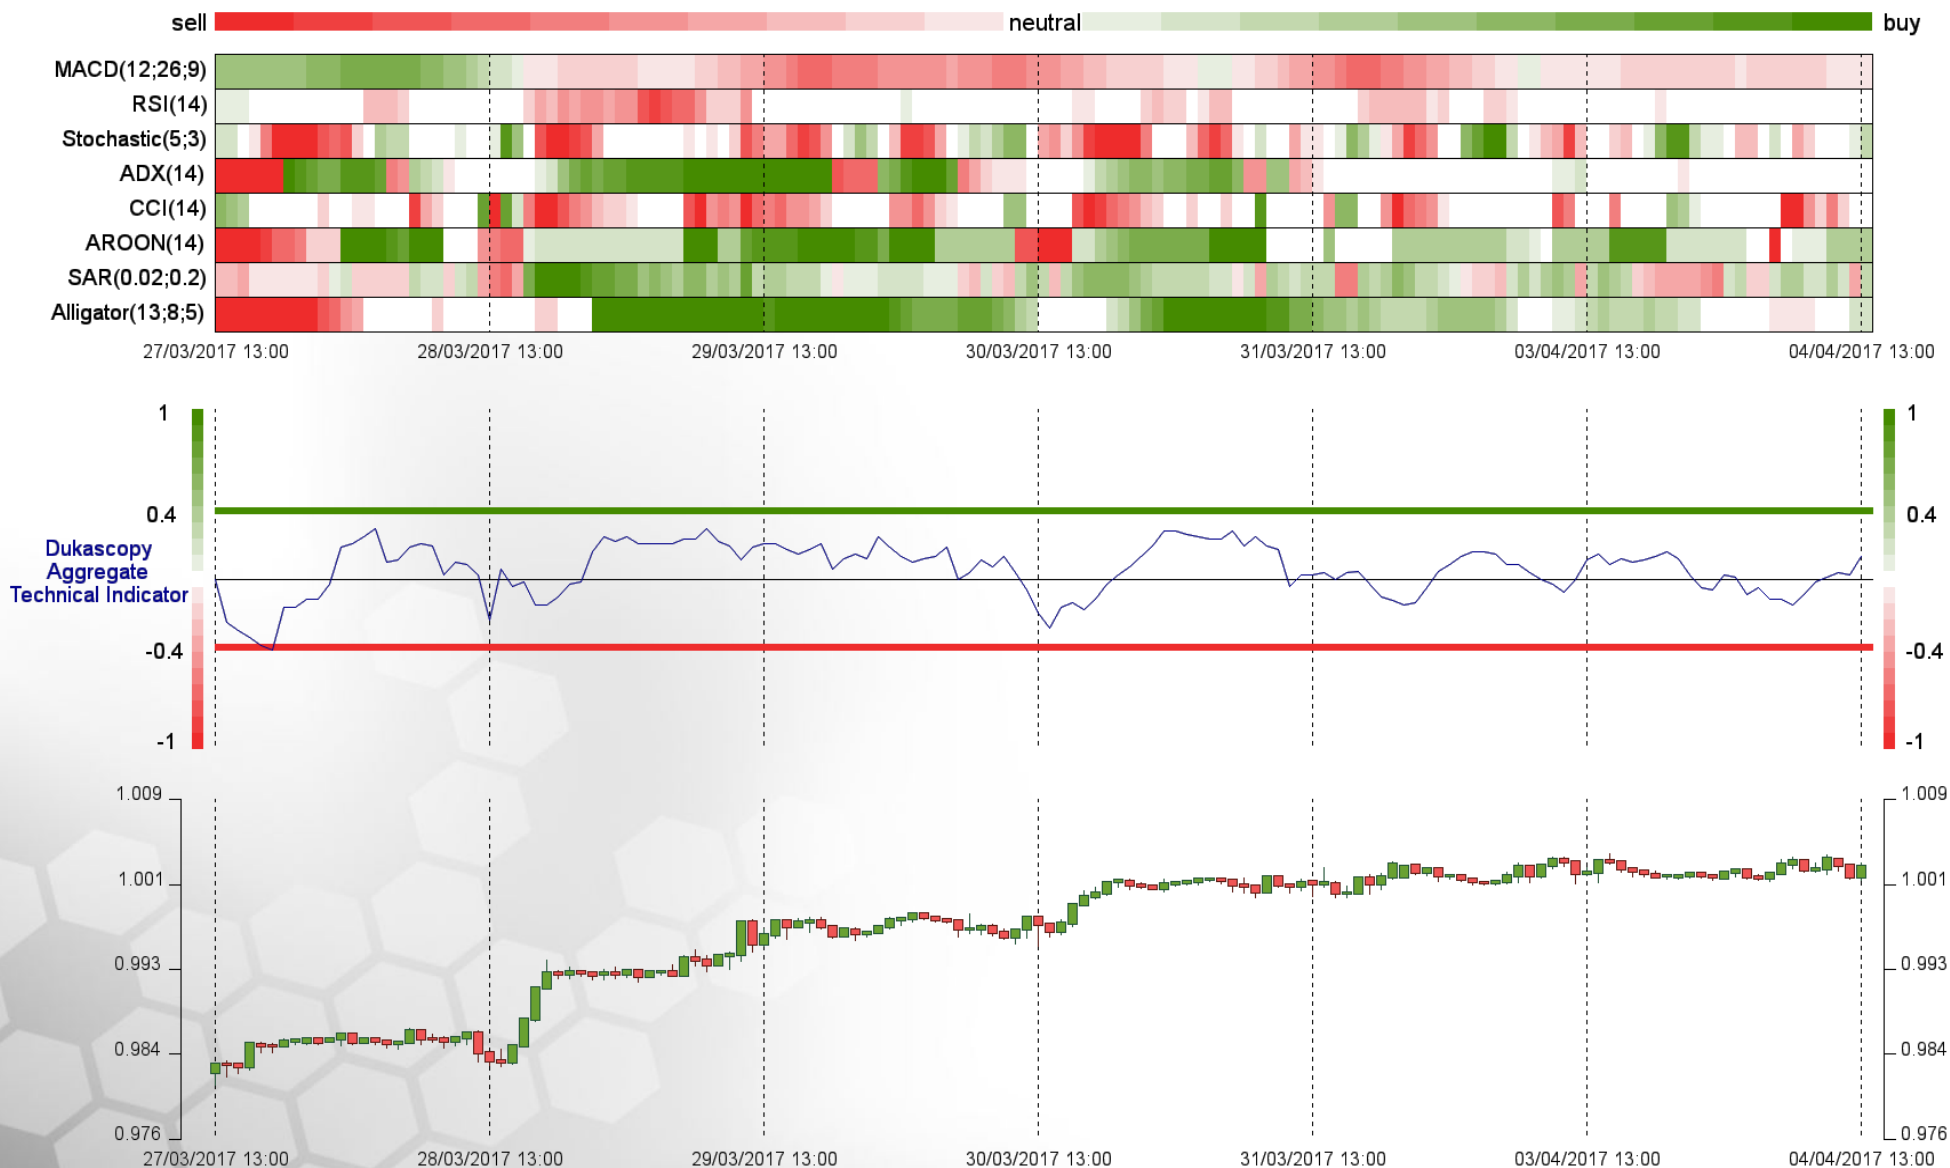 sell neutral buy
MACD(12;26;9)
RSI(14)
Stochastic(5;3)
ADX(14)
CCI(14)
AROON(14)
SAR(0.02;0.2)
Alligator(13;8;5)
27/03/2017 13:00 28/03/2017 13:00 29/03/2017 13:00 30/03/2017 13:00 31/03/2017 13:00 03/04/2017 13:00 04/04/2017 13:00
1 1
0.4 0.4
Dukascopy
Aggregate
Technical Indicator
-0.4 -0.4
-1 -1
1.009 1.009
1.001 1.001
0.993 0.993
0.984 0.984
0.976 0.976
27/03/2017 13:00 28/03/2017 13:00 29/03/2017 13:00 30/03/2017 13:00 31/03/2017 13:00 03/04/2017 13:00 04/04/2017 13:00